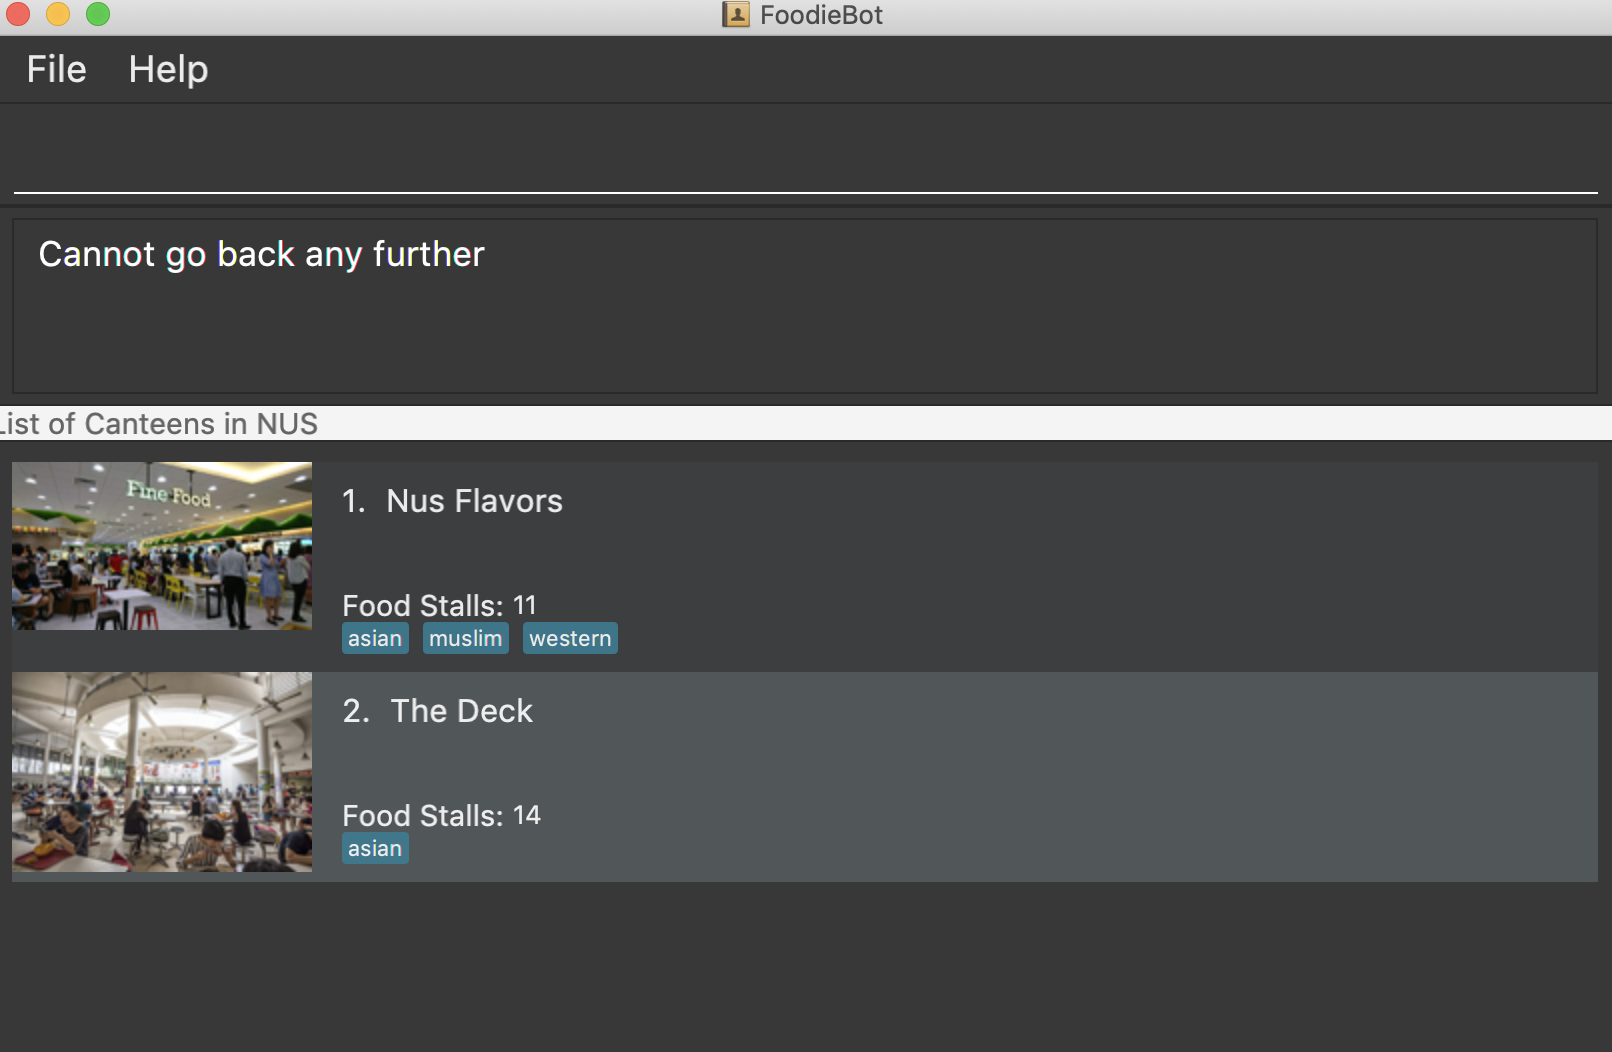 FoodieBot
File Help
Cannot go back any further
List of Canteens in NUS
Fine Food
1. Nus Flavors
Food Stalls: 11
asian muslim western
2. The Deck
Food Stalls: 14
asian